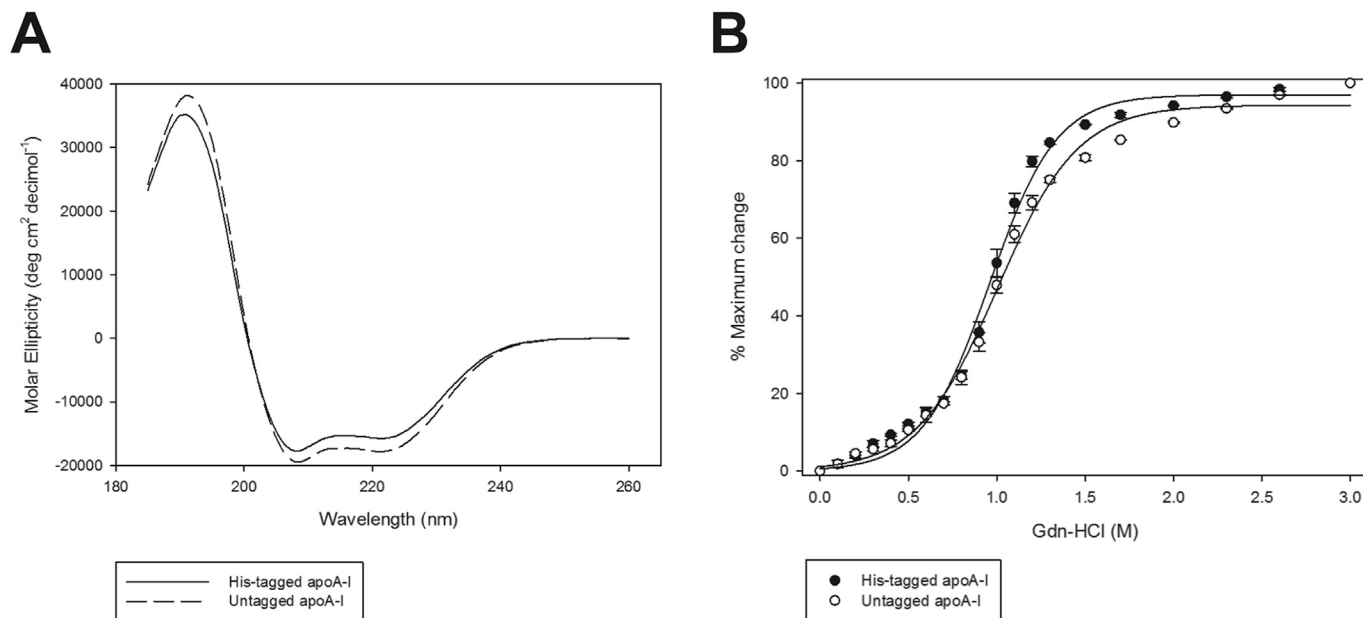 A
B
40000
30000
20000
10000
0
-10000
-20000
Molar Ellipticity (deg cm² decimol⁻¹)
180
200
220
240
260
Wavelength (nm)
His-tagged apoA-I
Untagged apoA-I
100
80
60
40
20
0
% Maximum change
0.0
0.5
1.0
1.5
2.0
2.5
3.0
Gdn-HCl (M)
His-tagged apoA-I
Untagged apoA-I